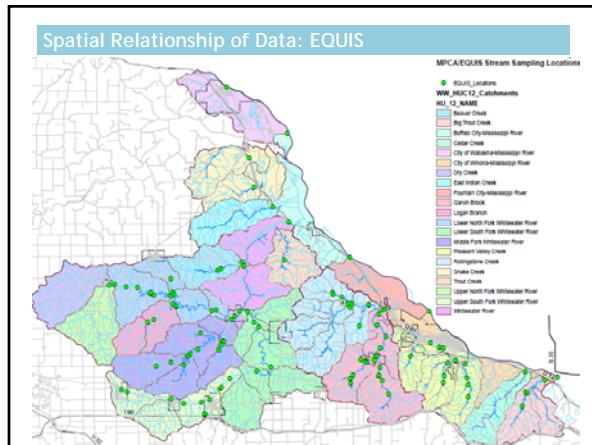 Spatial Relationship of Data: EQUIS
MPCA/EQUIS Stream Sampling Locations
EQUIS_Locations
WW_HUC12_Catchments
HU_12_NAME
Beaver Creek
Big Trout Creek
Buffalo City-Mississippi River
Cedar Creek
City of Wabasha-Mississippi River
City of Winona-Mississippi River
Dry Creek
East Indian Creek
Fountain City-Mississippi River
Garvin Brook
Logan Branch
Lower North Fork Whitewater River
Lower South Fork Whitewater River
Middle Fork Whitewater River
Pleasant Valley Creek
Rollingstone Creek
Snake Creek
Trout Creek
Upper North Fork Whitewater River
Upper South Fork Whitewater River
Whitewater River
I 90